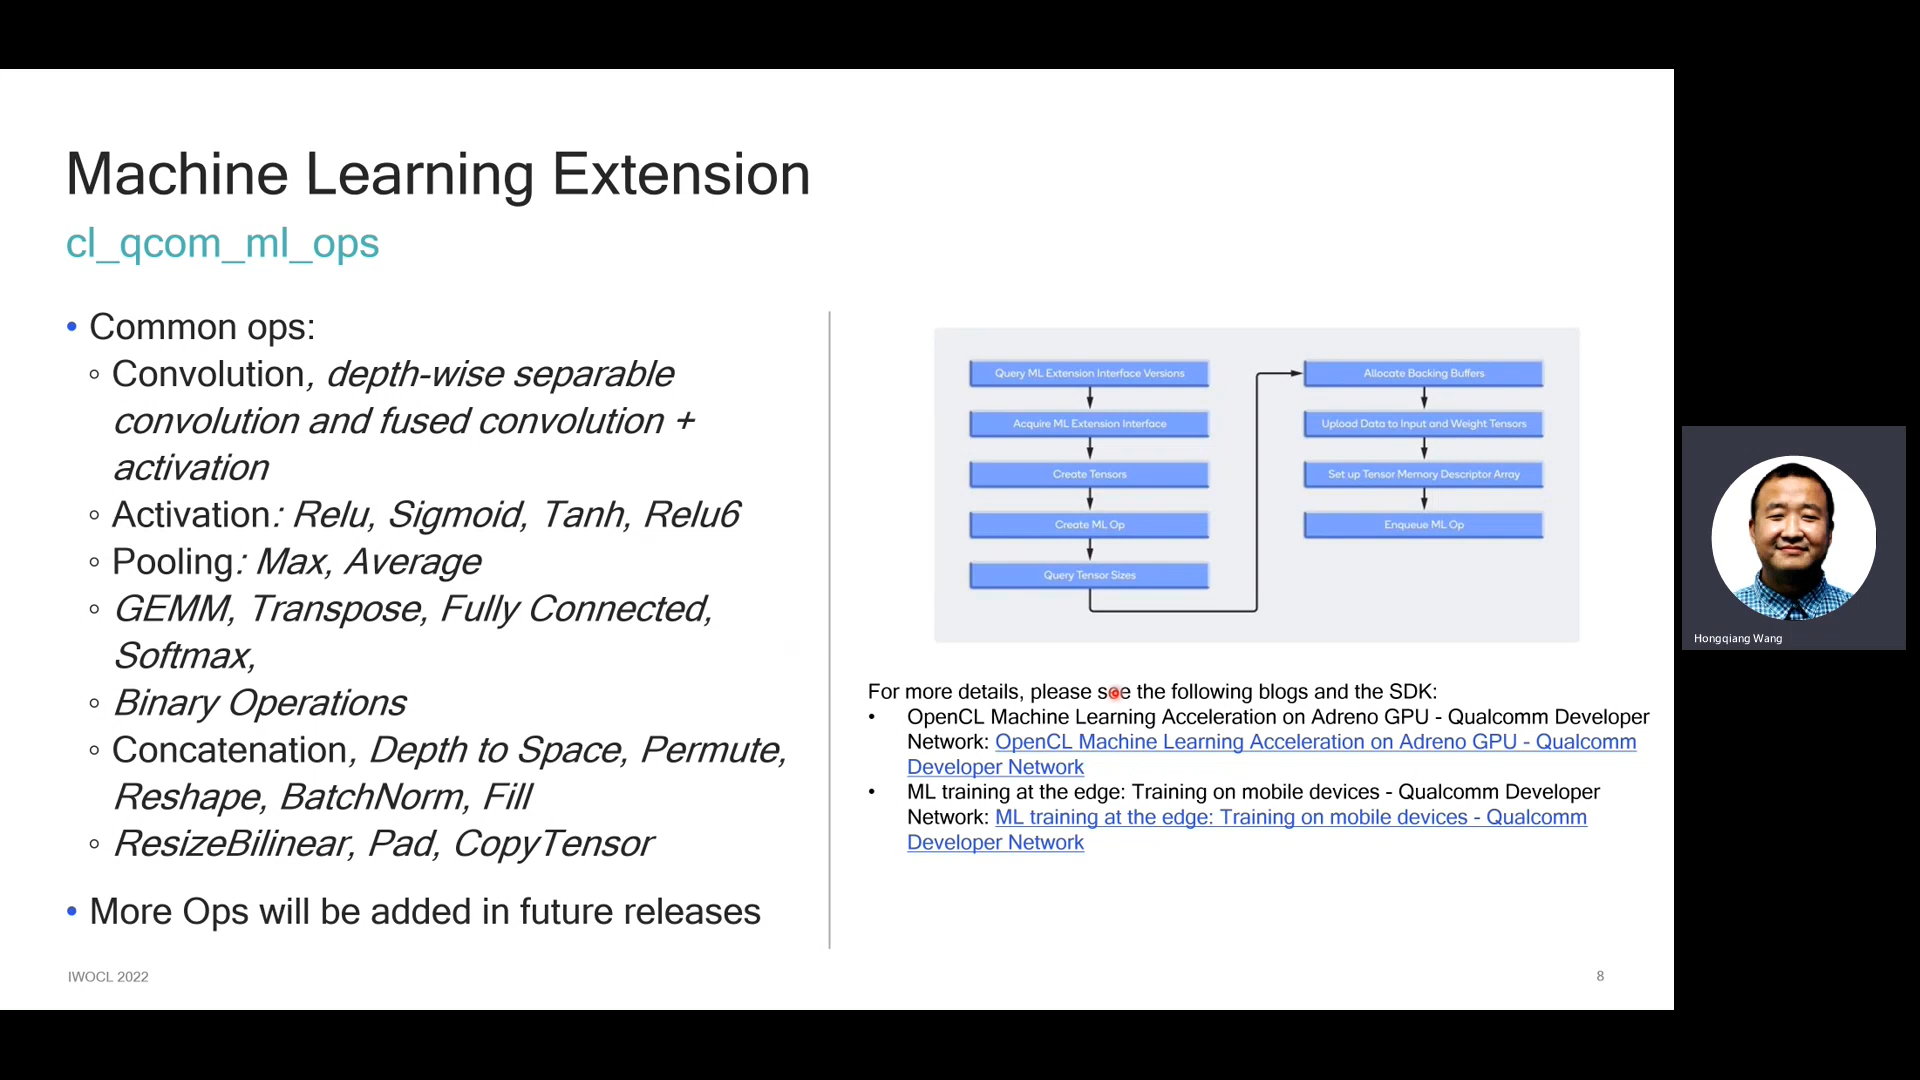 Machine Learning Extension
cl_qcom_ml_ops
• Common ops:
◦ Convolution, depth-wise separable
convolution and fused convolution +
activation
◦ Activation: Relu, Sigmoid, Tanh, Relu6
◦ Pooling: Max, Average
◦ GEMM, Transpose, Fully Connected,
Softmax,
◦ Binary Operations
◦ Concatenation, Depth to Space, Permute,
Reshape, BatchNorm, Fill
◦ ResizeBilinear, Pad, CopyTensor
• More Ops will be added in future releases
Query ML Extension Interface Versions
Acquire ML Extension Interface
Create Tensors
Create ML Op
Query Tensor Sizes
Allocate Backing Buffers
Upload Data to Input and Weight Tensors
Set up Tensor Memory Descriptor Array
Enqueue ML Op
For more details, please see the following blogs and the SDK:
• OpenCL Machine Learning Acceleration on Adreno GPU - Qualcomm Developer
Network: OpenCL Machine Learning Acceleration on Adreno GPU - Qualcomm
Developer Network
• ML training at the edge: Training on mobile devices - Qualcomm Developer
Network: ML training at the edge: Training on mobile devices - Qualcomm
Developer Network
IWOCL 2022
8
Hongqiang Wang